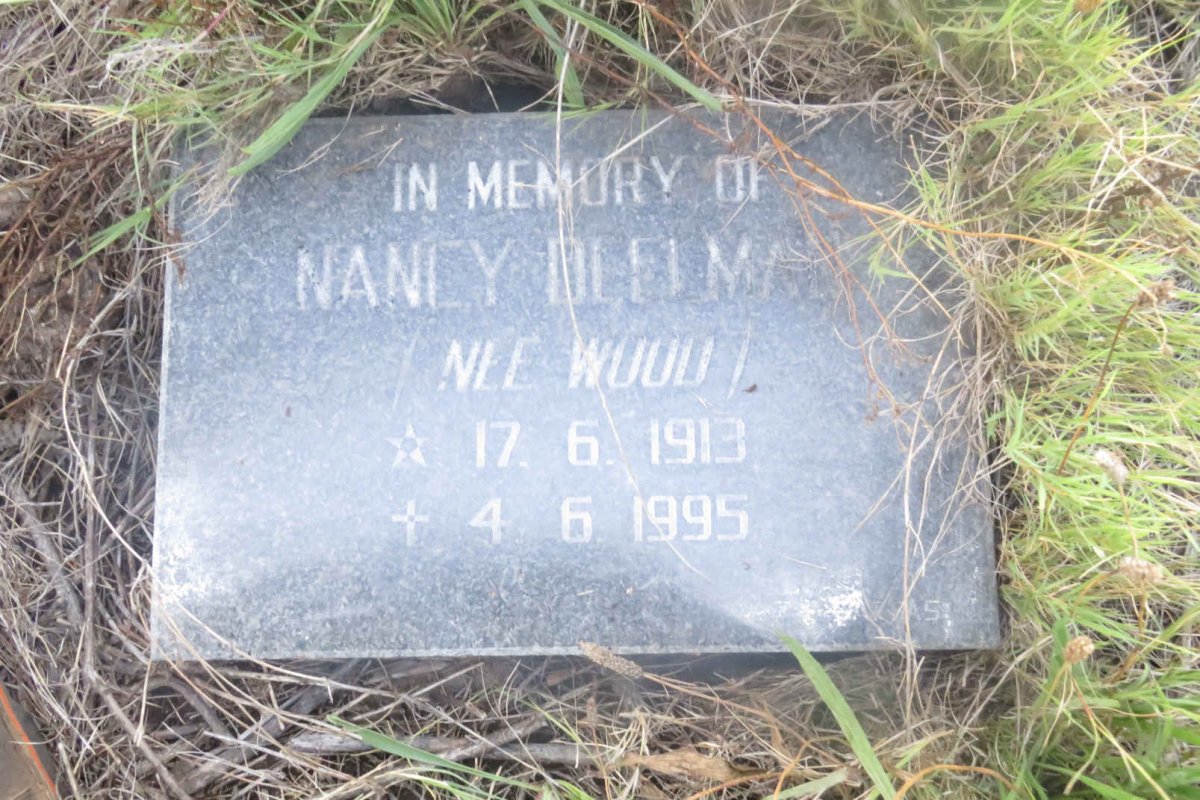 IN MEMORY OF
NANCY DEELMAN
(NEE WOOD)
☆ 17. 6. 1913
✝ 4 6 1995